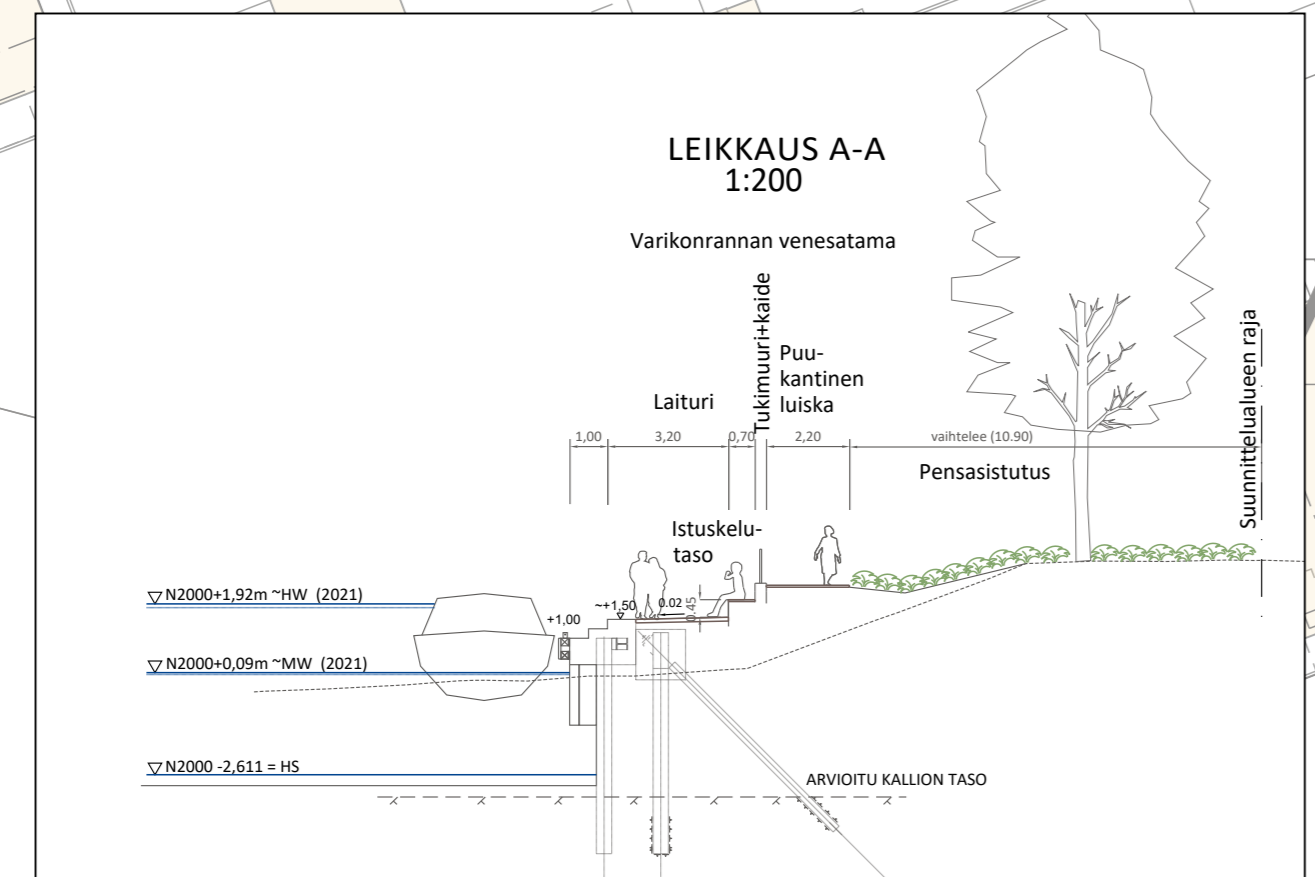 LEIKKAUS A-A
1:200
Varikonrannan venesatama
Tukimuuri+kaide
Puu-
kantinen
luiska
Laituri
Suunnittelualueen raja
1,00
3,20
0,70
2,20
vaihtelee (10.90)
Pensasistutus
Istuskelu-
taso
N2000+1,92m ~HW (2021)
+1,00
~+1,50
0.02
0.45
N2000+0,09m ~MW (2021)
N2000 -2,611 = HS
ARVIOITU KALLION TASO